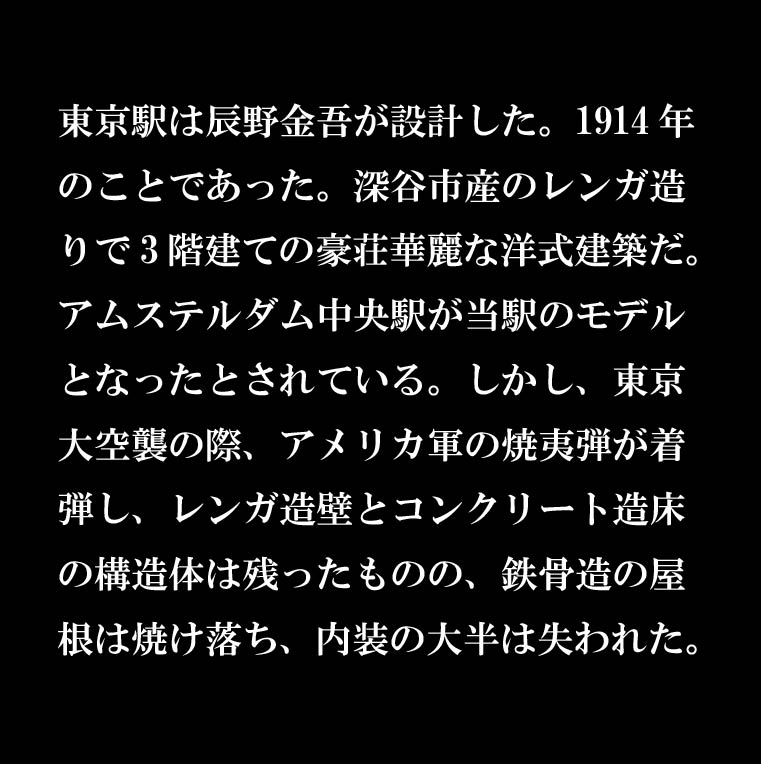 東京駅は辰野金吾が設計した。1914年
のことであった。深谷市産のレンガ造
りで3階建ての豪荘華麗な洋式建築だ。
アムステルダム中央駅が当駅のモデル
となったとされている。しかし、東京
大空襲の際、アメリカ軍の焼夷弾が着
弾し、レンガ造壁とコンクリート造床
の構造体は残ったものの、鉄骨造の屋
根は焼け落ち、内装の大半は失われた。